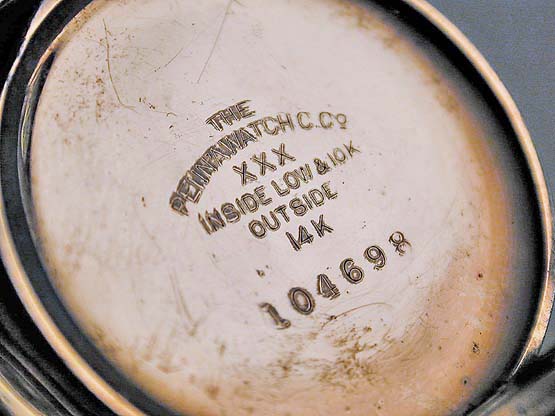 THE
PENNA WATCH C. Co
XXX
INSIDE LOW & 10K
OUTSIDE
14K
104698